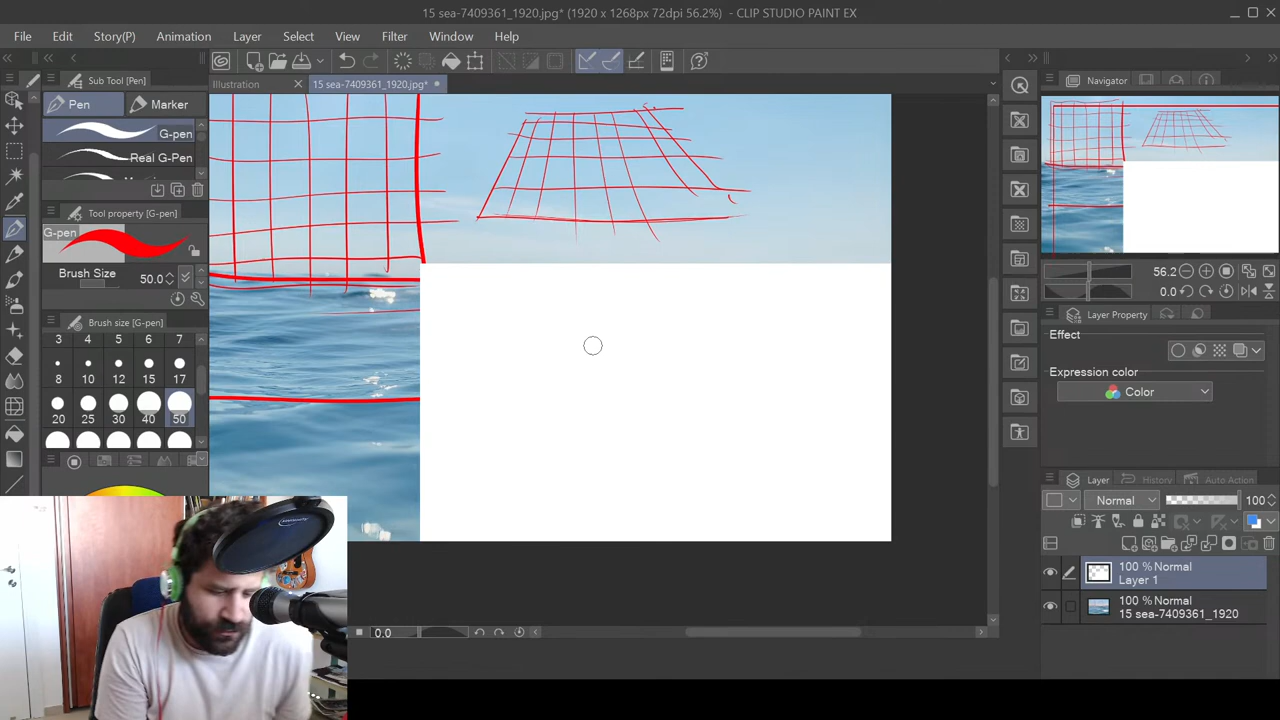 15 sea-7409361_1920.jpg* (1920 x 1268px 72dpi 56.2%) - CLIP STUDIO PAINT EX
File Edit Story(P) Animation Layer Select View Filter Window Help
Sub Tool [Pen]
Illustration 15 sea-7409361_1920.jpg*
Navigator
Pen Marker
G-pen
Real G-Pen
Tool property [G-pen]
G-pen
Brush Size 50.0
56.2
0.0
Layer Property
Brush size [G-pen]
Effect
3 4 6 7
Expression color
8 10 12 15 17
Color
20 25 30 40 50
Layer History Auto Action
Normal 100
100 % Normal
Layer 1
100 % Normal
15 sea-7409361_1920
0.0